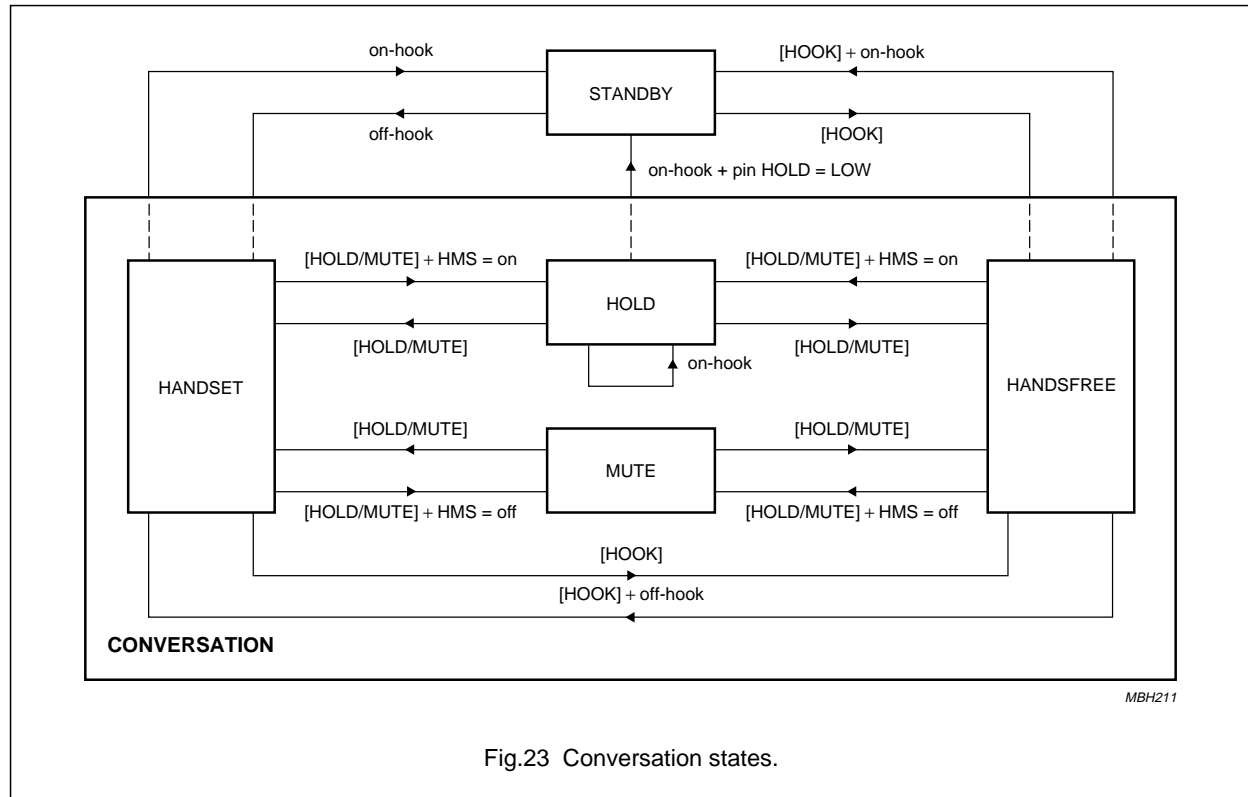 on-hook
[HOOK] + on-hook
STANDBY
off-hook
[HOOK]
on-hook + pin HOLD = LOW
[HOLD/MUTE] + HMS = on
[HOLD/MUTE] + HMS = on
HOLD
[HOLD/MUTE]
[HOLD/MUTE]
on-hook
HANDSET
HANDSFREE
[HOLD/MUTE]
[HOLD/MUTE]
MUTE
[HOLD/MUTE] + HMS = off
[HOLD/MUTE] + HMS = off
[HOOK]
[HOOK] + off-hook
CONVERSATION
MBH211
Fig.23 Conversation states.